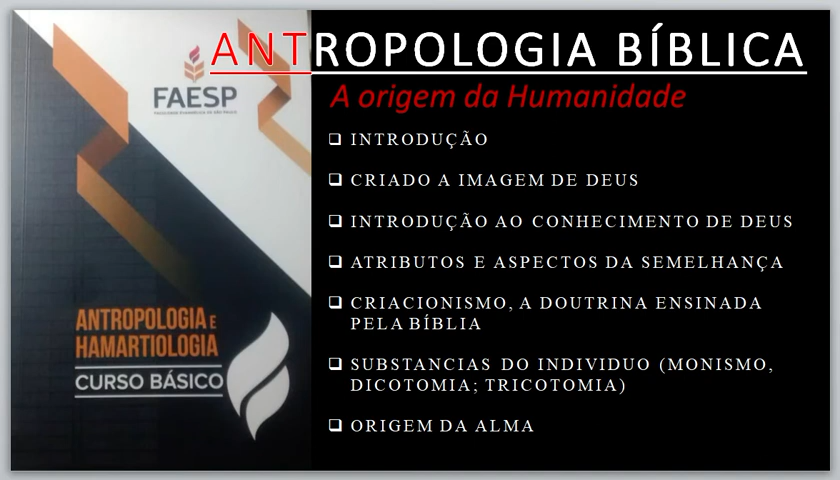 ANTROPOLOGIA BÍBLICA
A origem da Humanidade
FAESP
❑ INTRODUÇÃO
❑ CRIADO A IMAGEM DE DEUS
❑ INTRODUÇÃO AO CONHECIMENTO DE DEUS
❑ ATRIBUTOS E ASPECTOS DA SEMELHANÇA
❑ CRIACIONISMO, A DOUTRINA ENSINADA
PELA BÍBLIA
❑ SUBSTANCIAS DO INDIVIDUO (MONISMO,
DICOTOMIA; TRICOTOMIA)
❑ ORIGEM DA ALMA
ANTROPOLOGIA E
HAMARTIOLOGIA
CURSO BÁSICO